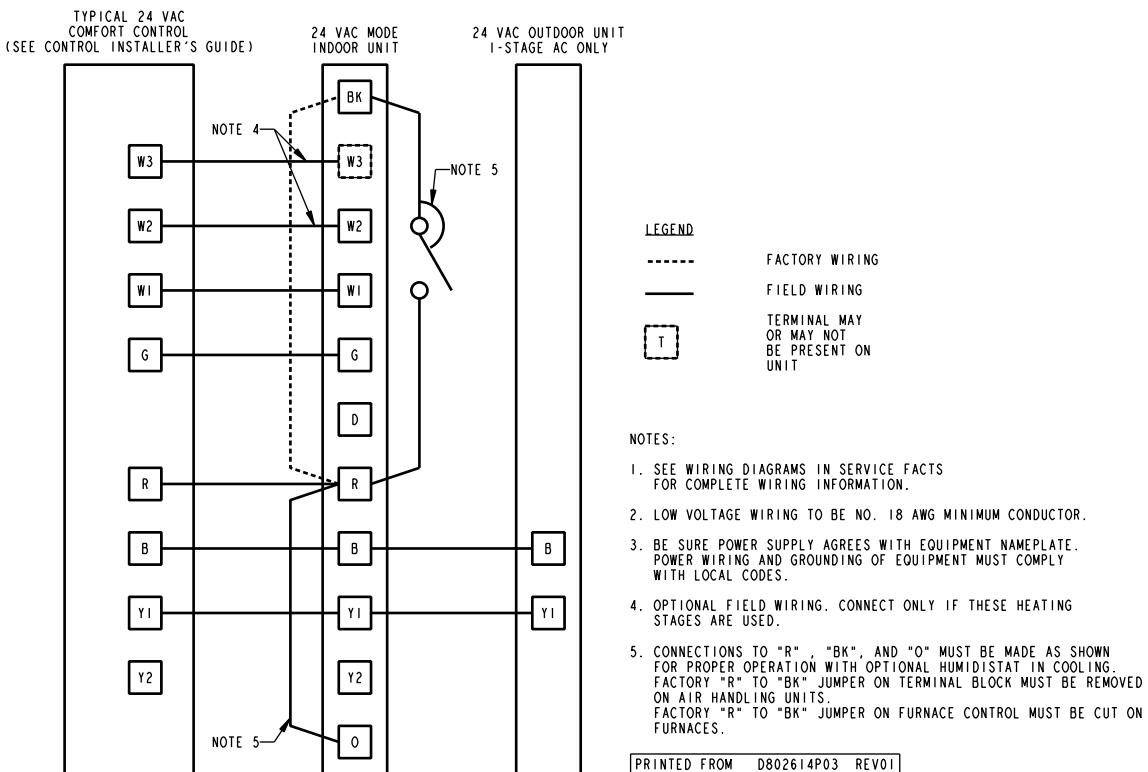 TYPICAL 24 VAC
COMFORT CONTROL
(SEE CONTROL INSTALLER'S GUIDE)
24 VAC MODE
INDOOR UNIT
24 VAC OUTDOOR UNIT
1-STAGE AC ONLY
BK
NOTE 4
W3
W3
NOTE 5
W2
W2
W1
W1
G
G
D
R
R
B
B
B
Y1
Y1
Y1
Y2
Y2
NOTE 5
O
LEGEND
FACTORY WIRING
FIELD WIRING
T
TERMINAL MAY
OR MAY NOT
BE PRESENT ON
UNIT
NOTES:
1. SEE WIRING DIAGRAMS IN SERVICE FACTS
FOR COMPLETE WIRING INFORMATION.
2. LOW VOLTAGE WIRING TO BE NO. 18 AWG MINIMUM CONDUCTOR.
3. BE SURE POWER SUPPLY AGREES WITH EQUIPMENT NAMEPLATE.
POWER WIRING AND GROUNDING OF EQUIPMENT MUST COMPLY
WITH LOCAL CODES.
4. OPTIONAL FIELD WIRING. CONNECT ONLY IF THESE HEATING
STAGES ARE USED.
5. CONNECTIONS TO "R" , "BK", AND "O" MUST BE MADE AS SHOWN
FOR PROPER OPERATION WITH OPTIONAL HUMIDISTAT IN COOLING.
FACTORY "R" TO "BK" JUMPER ON TERMINAL BLOCK MUST BE REMOVED
ON AIR HANDLING UNITS.
FACTORY "R" TO "BK" JUMPER ON FURNACE CONTROL MUST BE CUT ON
FURNACES.
PRINTED FROM D802614P03 REV01